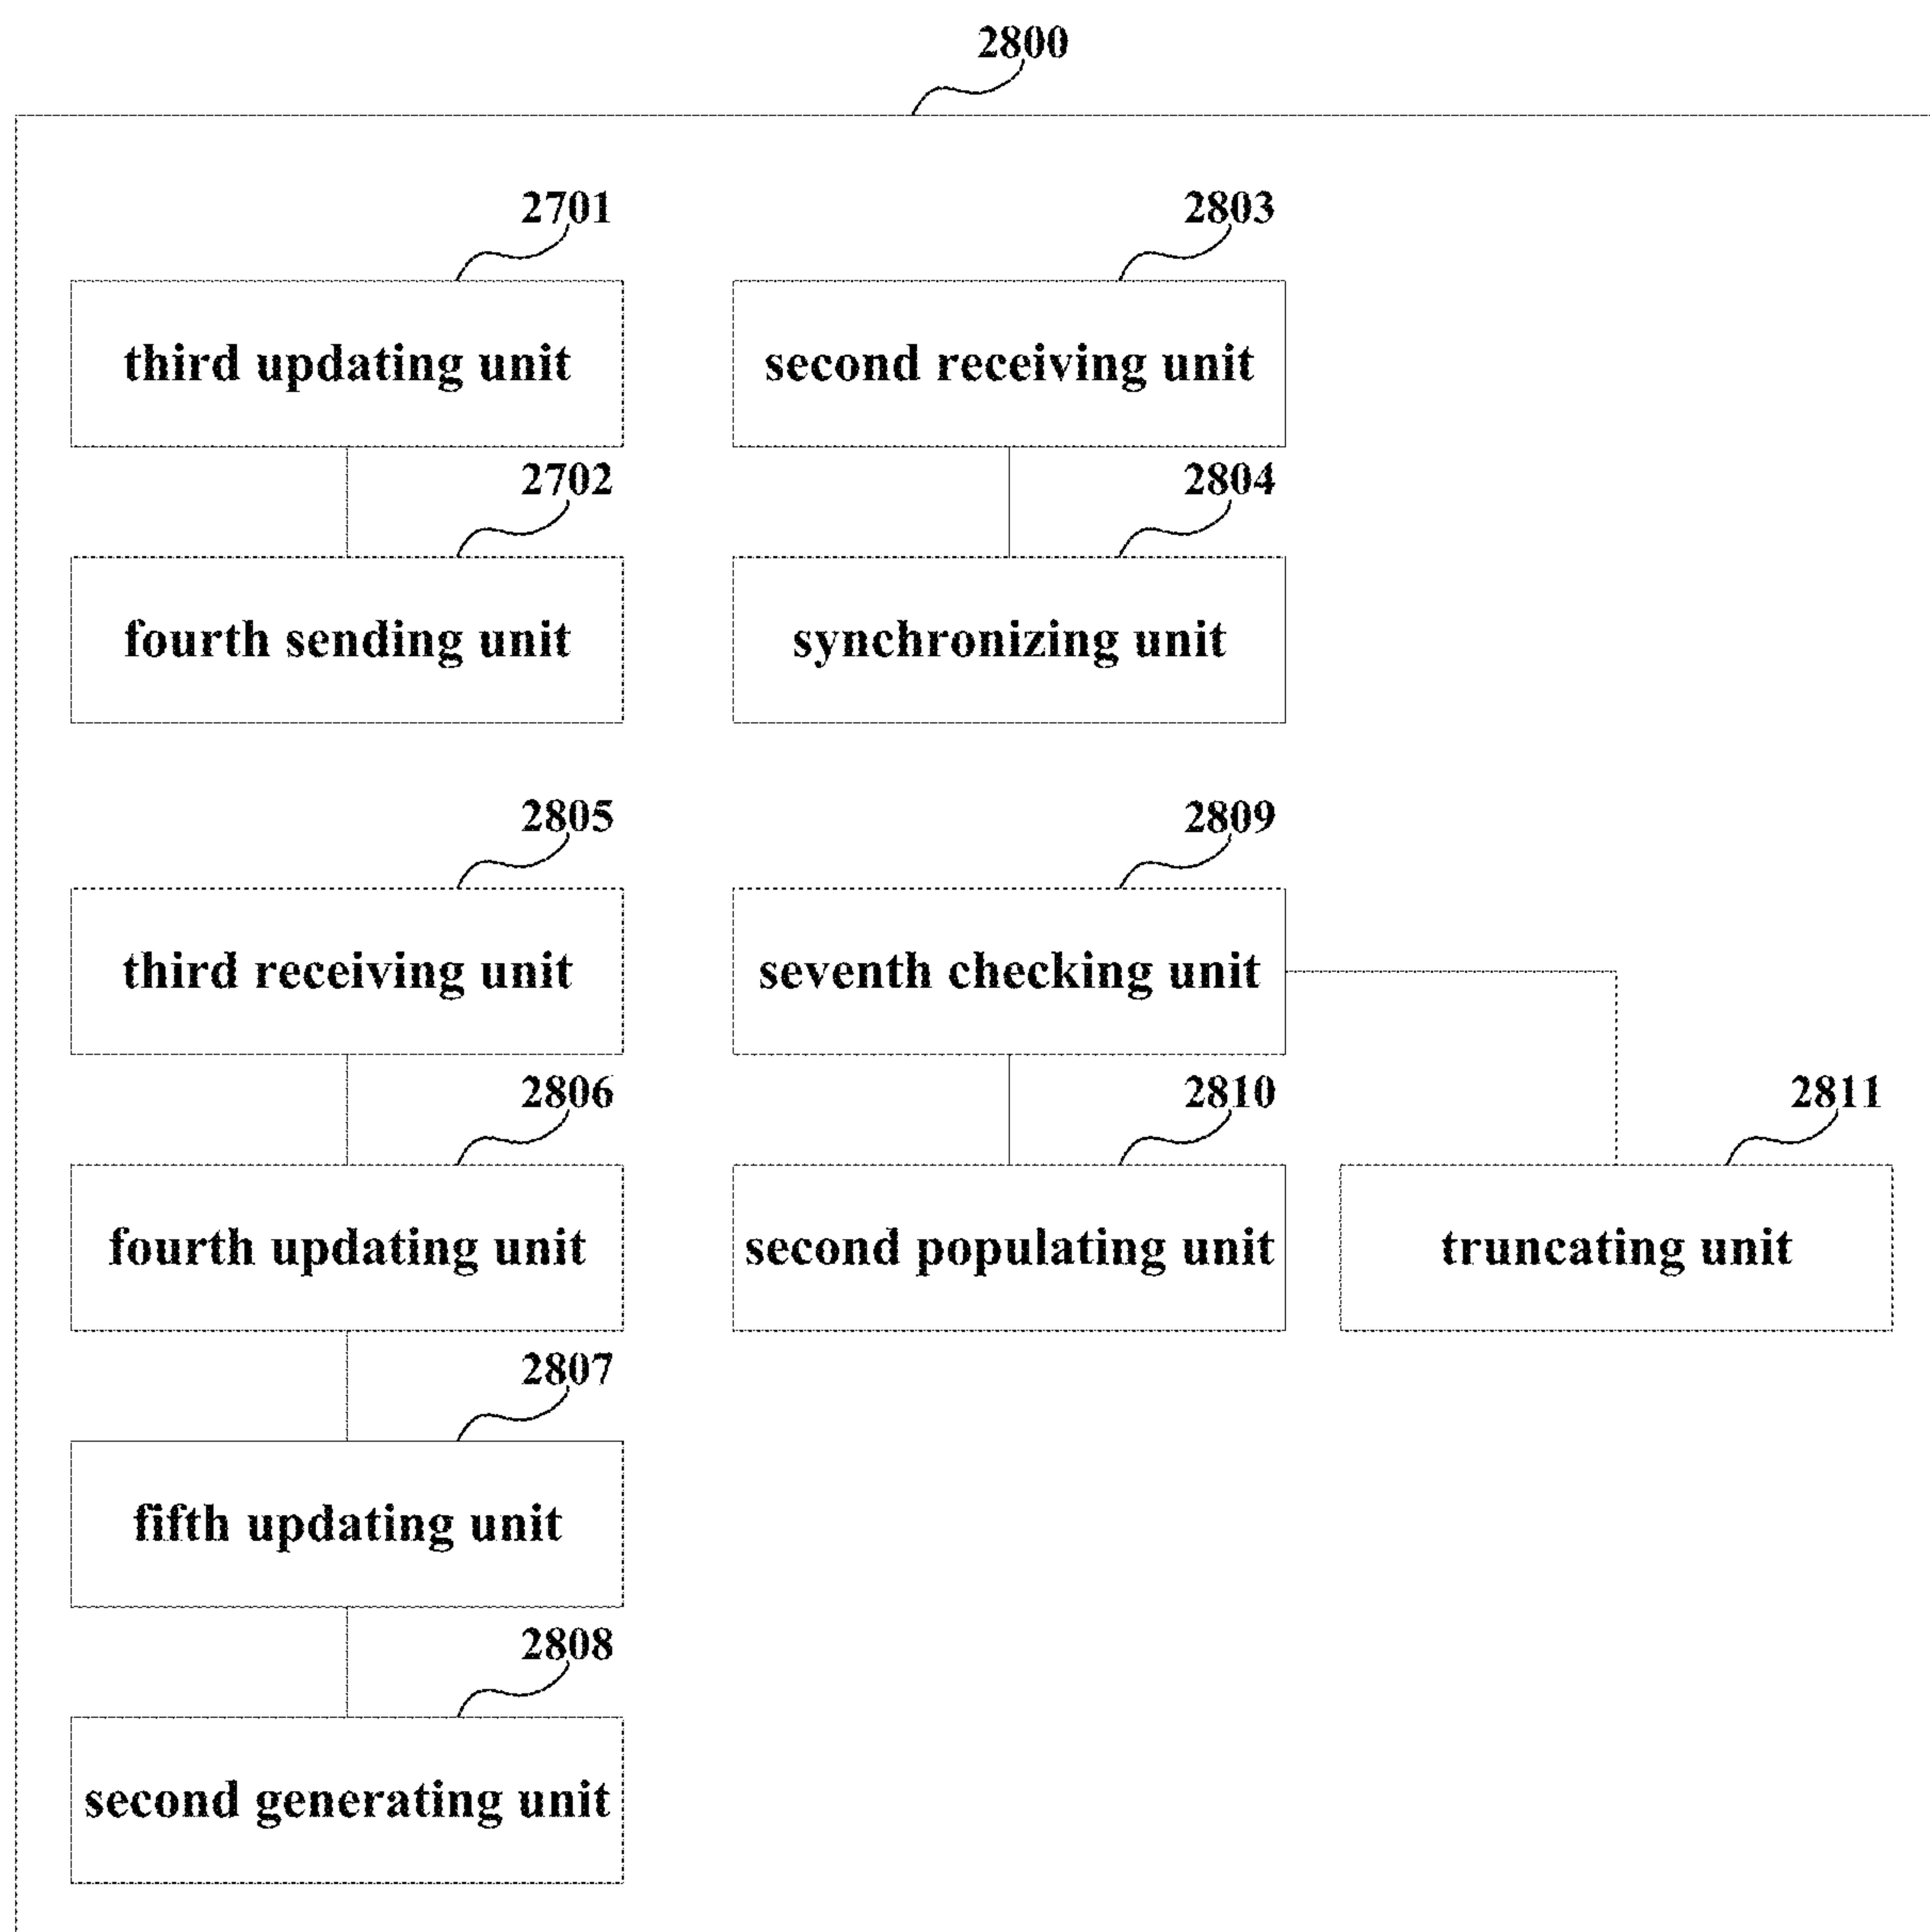 2800
2701
2803
third updating unit
second receiving unit
2702
2804
fourth sending unit
synchronizing unit
2805
2809
third receiving unit
seventh checking unit
2806
2810
2811
fourth updating unit
second populating unit
truncating unit
2807
fifth updating unit
2808
second generating unit